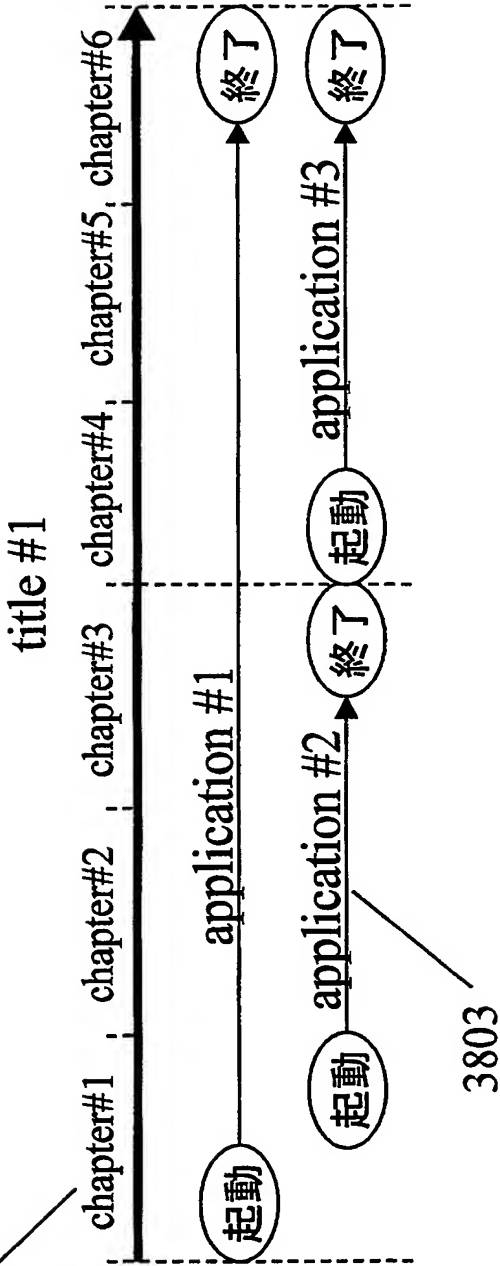 title #1
chapter#1 chapter#2 chapter#3 chapter#4, chapter#5, chapter#6
起動 application #1 終了
起動 application #2 終了 起動 application #3 終了
3803